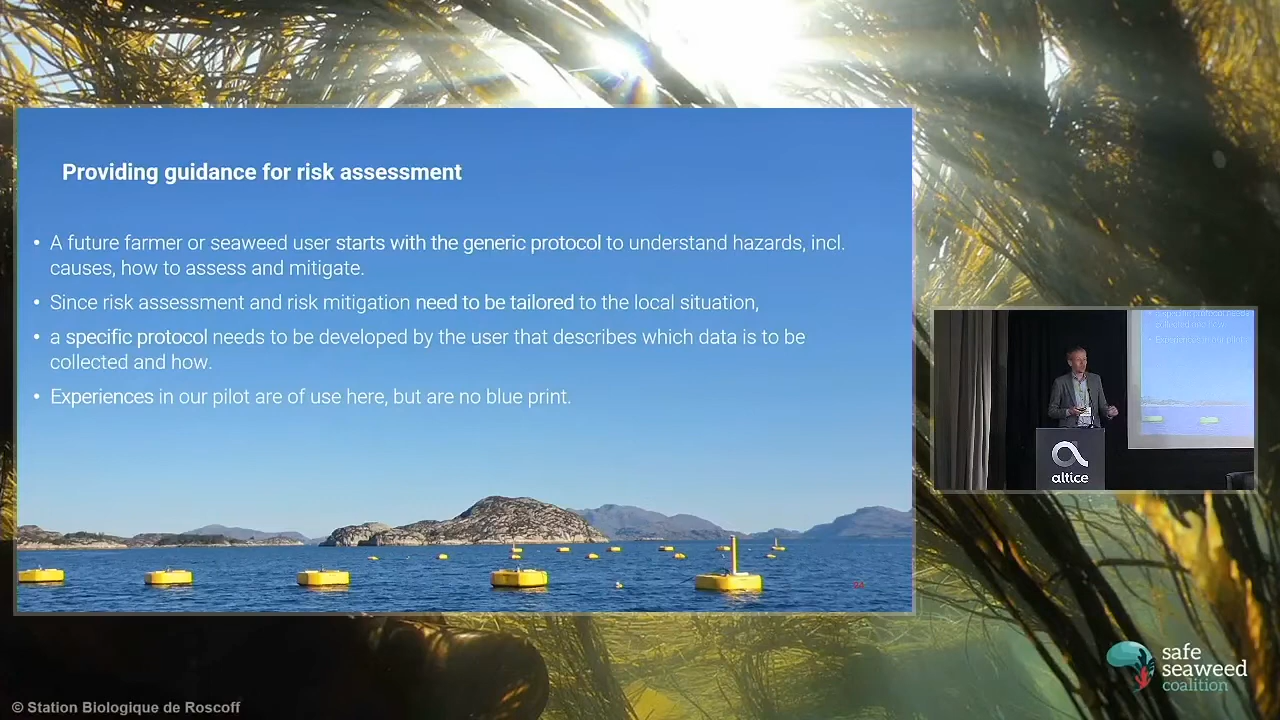 Providing guidance for risk assessment
• A future farmer or seaweed user starts with the generic protocol to understand hazards, incl.
causes, how to assess and mitigate.
• Since risk assessment and risk mitigation need to be tailored to the local situation,
• a specific protocol needs to be developed by the user that describes which data is to be
collected and how.
• Experiences in our pilot are of use here, but are no blue print.
altice
safe
seaweed
coalition
© Station Biologique de Roscoff